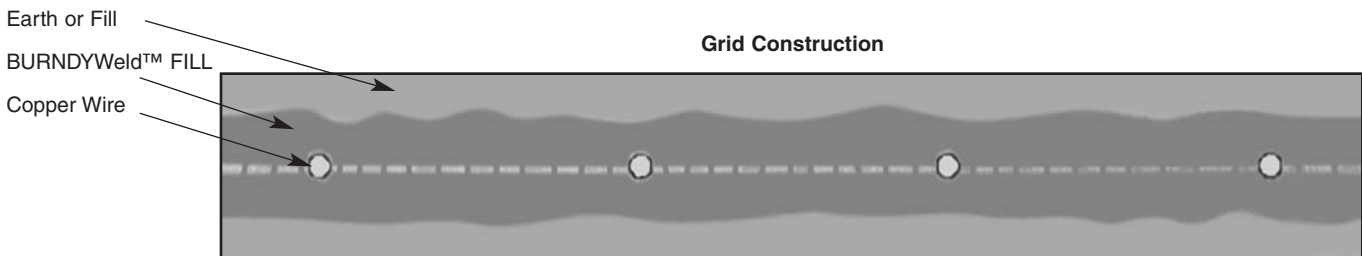 Earth or Fill
Grid Construction
BURNDYWeld™ FILL
Copper Wire